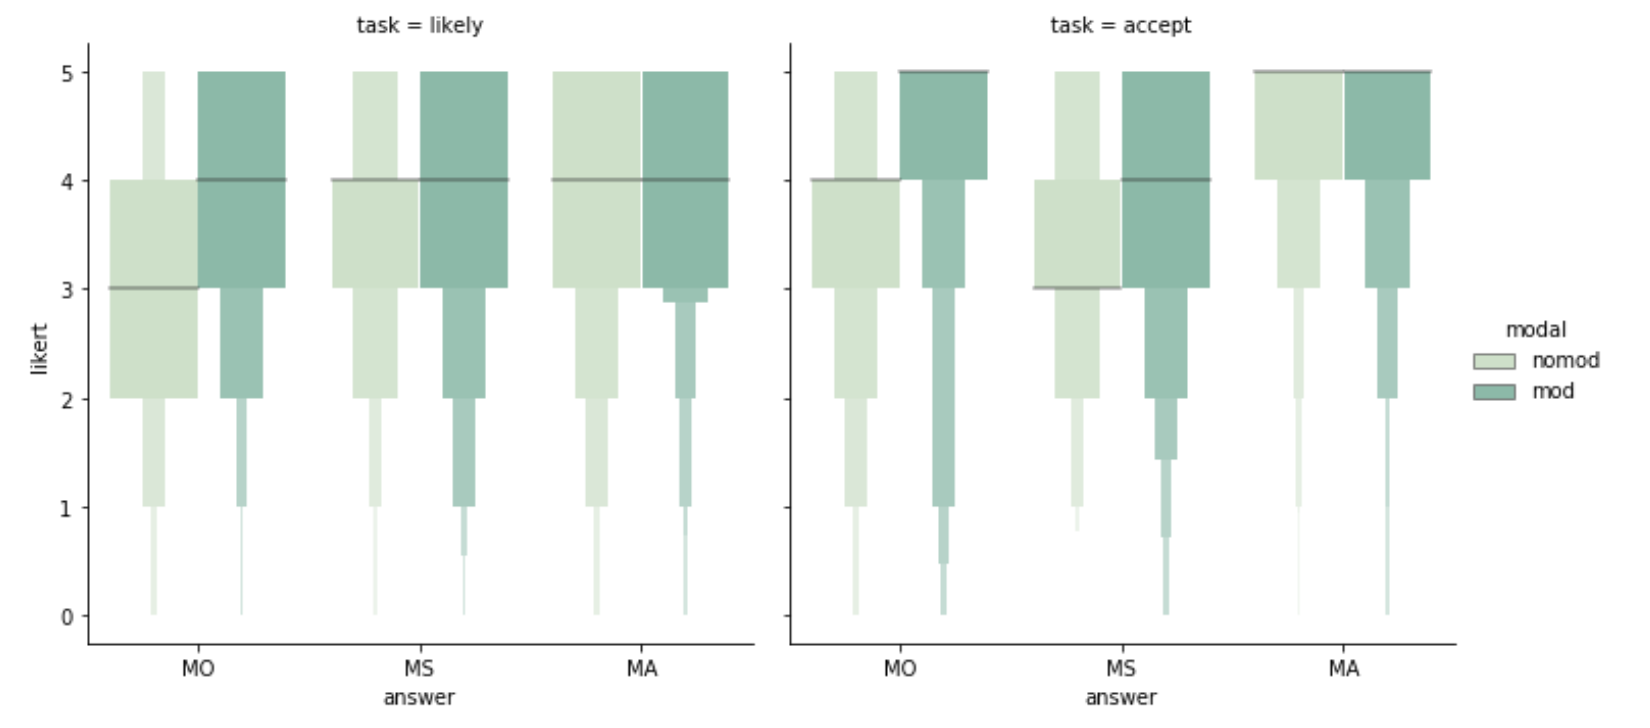 task = likely
task = accept
5
4
3
2
1
0
likert
MO MS MA
answer
MO MS MA
answer
modal
nomod
mod